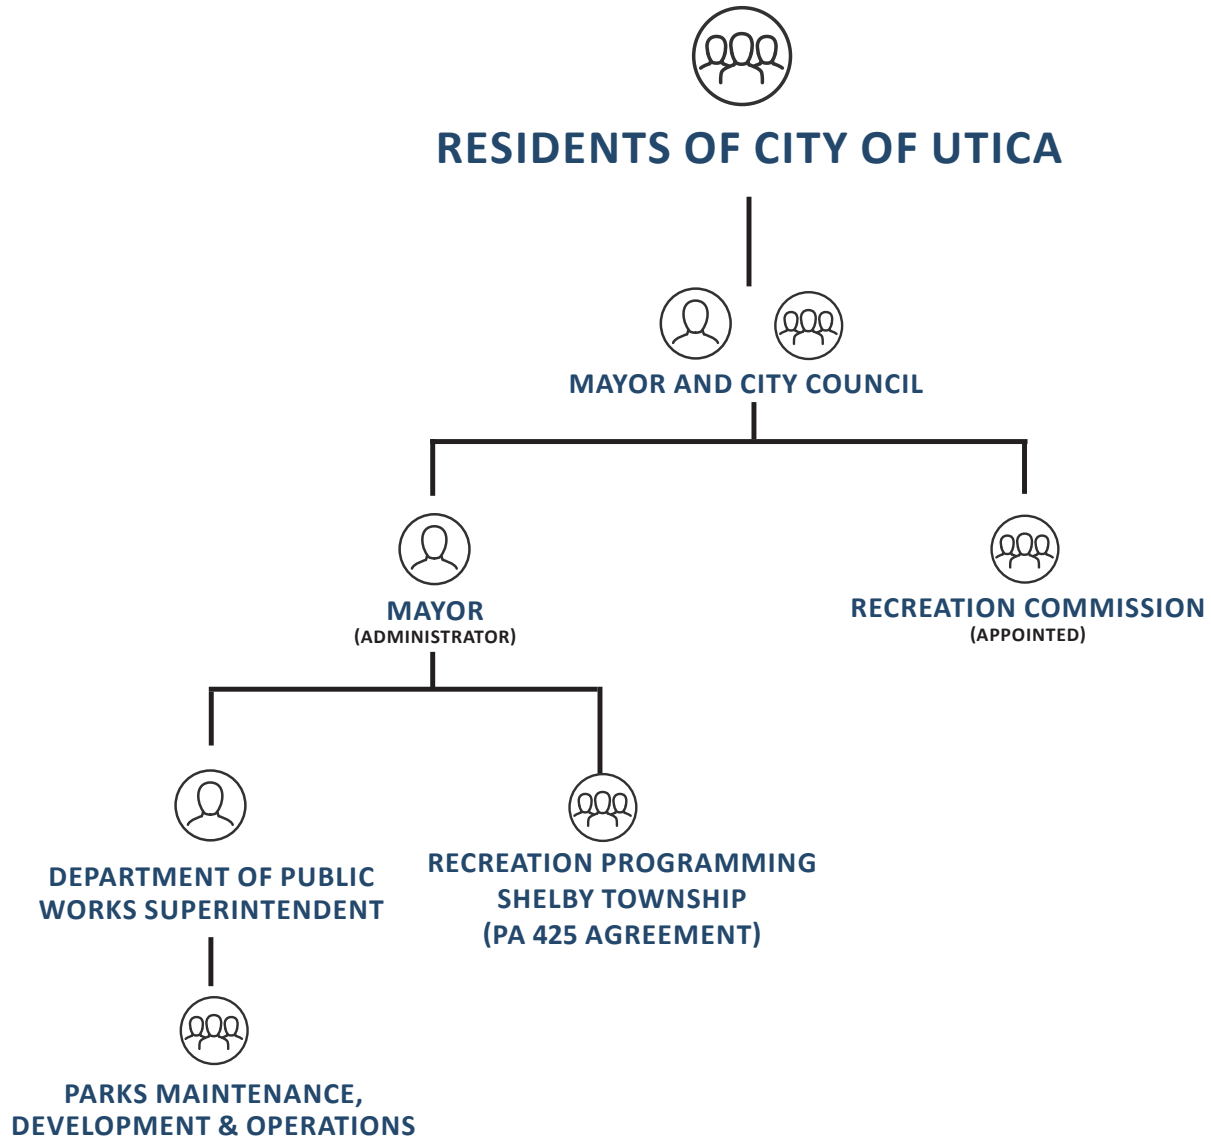 RESIDENTS OF CITY OF UTICA
MAYOR AND CITY COUNCIL
MAYOR
(ADMINISTRATOR)
RECREATION COMMISSION
(APPOINTED)
DEPARTMENT OF PUBLIC
WORKS SUPERINTENDENT
RECREATION PROGRAMMING
SHELBY TOWNSHIP
(PA 425 AGREEMENT)
PARKS MAINTENANCE,
DEVELOPMENT & OPERATIONS